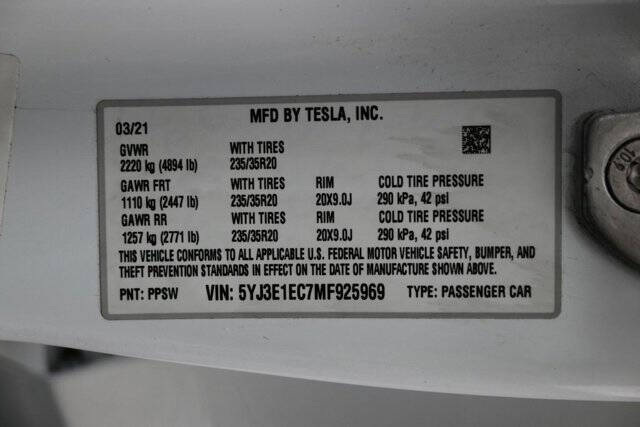 MFD BY TESLA, INC.
03/21
GVWR WITH TIRES
2220 kg (4894 lb) 235/35R20
GAWR FRT WITH TIRES RIM COLD TIRE PRESSURE
1110 kg (2447 lb) 235/35R20 20X9.0J 290 kPa, 42 psi
GAWR RR WITH TIRES RIM COLD TIRE PRESSURE
1257 kg (2771 lb) 235/35R20 20X9.0J 290 kPa, 42 psi
THIS VEHICLE CONFORMS TO ALL APPLICABLE U.S. FEDERAL MOTOR VEHICLE SAFETY, BUMPER, AND
THEFT PREVENTION STANDARDS IN EFFECT ON THE DATE OF MANUFACTURE SHOWN ABOVE.
PNT: PPSW VIN: 5YJ3E1EC7MF925969 TYPE: PASSENGER CAR
10.9